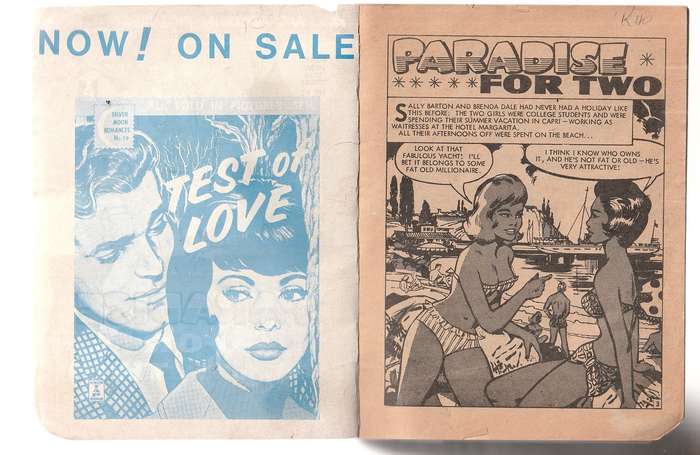 NOW! ON SALE
SILVER
MOON
ROMANCES
TEST OF
LOVE
PARADISE
FOR TWO
SALLY BARTON AND BRENDA DALE HAD NEVER HAD A HOLIDAY LIKE
THIS BEFORE: THE TWO GIRLS WERE COLLEGE STUDENTS AND WERE
SPENDING THEIR SUMMER VACATION IN CAPRI — WORKING AS
WAITRESSES AT THE HOTEL MARGARITA.
ALL THEIR AFTERNOONS OFF WERE SPENT ON THE BEACH...
LOOK AT THAT
FABULOUS YACHT! I'LL
BET IT BELONGS TO SOME
FAT OLD MILLIONAIRE.
I THINK I KNOW WHO OWNS
IT, AND HE'S NOT FAT OR OLD — HE'S
VERY ATTRACTIVE!
3